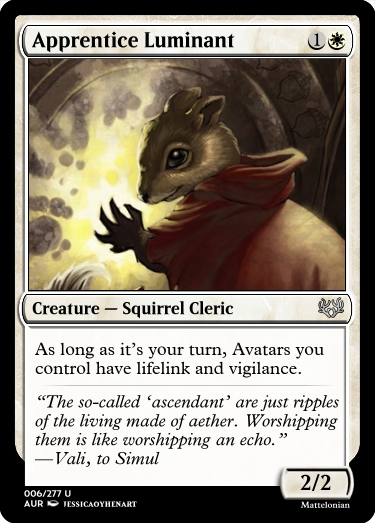 Apprentice Luminant 1
Creature — Squirrel Cleric
As long as it's your turn, Avatars you
control have lifelink and vigilance.
“The so-called ‘ascendant’ are just ripples
of the living made of aether. Worshipping
them is like worshipping an echo.”
—Vali, to Simul
2/2
006/277 U
AUR JESSICAOYHENART
Mattelonian